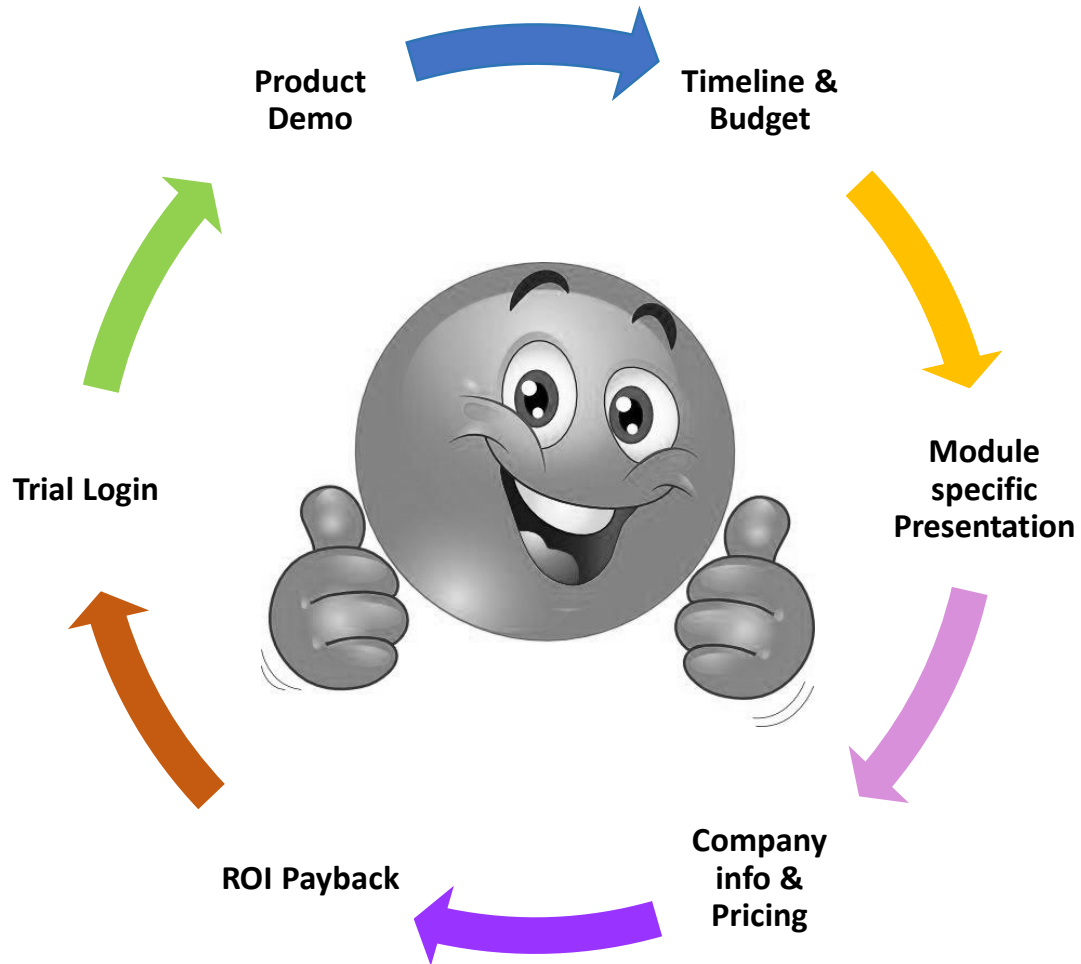 Product
Demo
Timeline &
Budget
Module
specific
Presentation
Company
info &
Pricing
ROI Payback
Trial Login